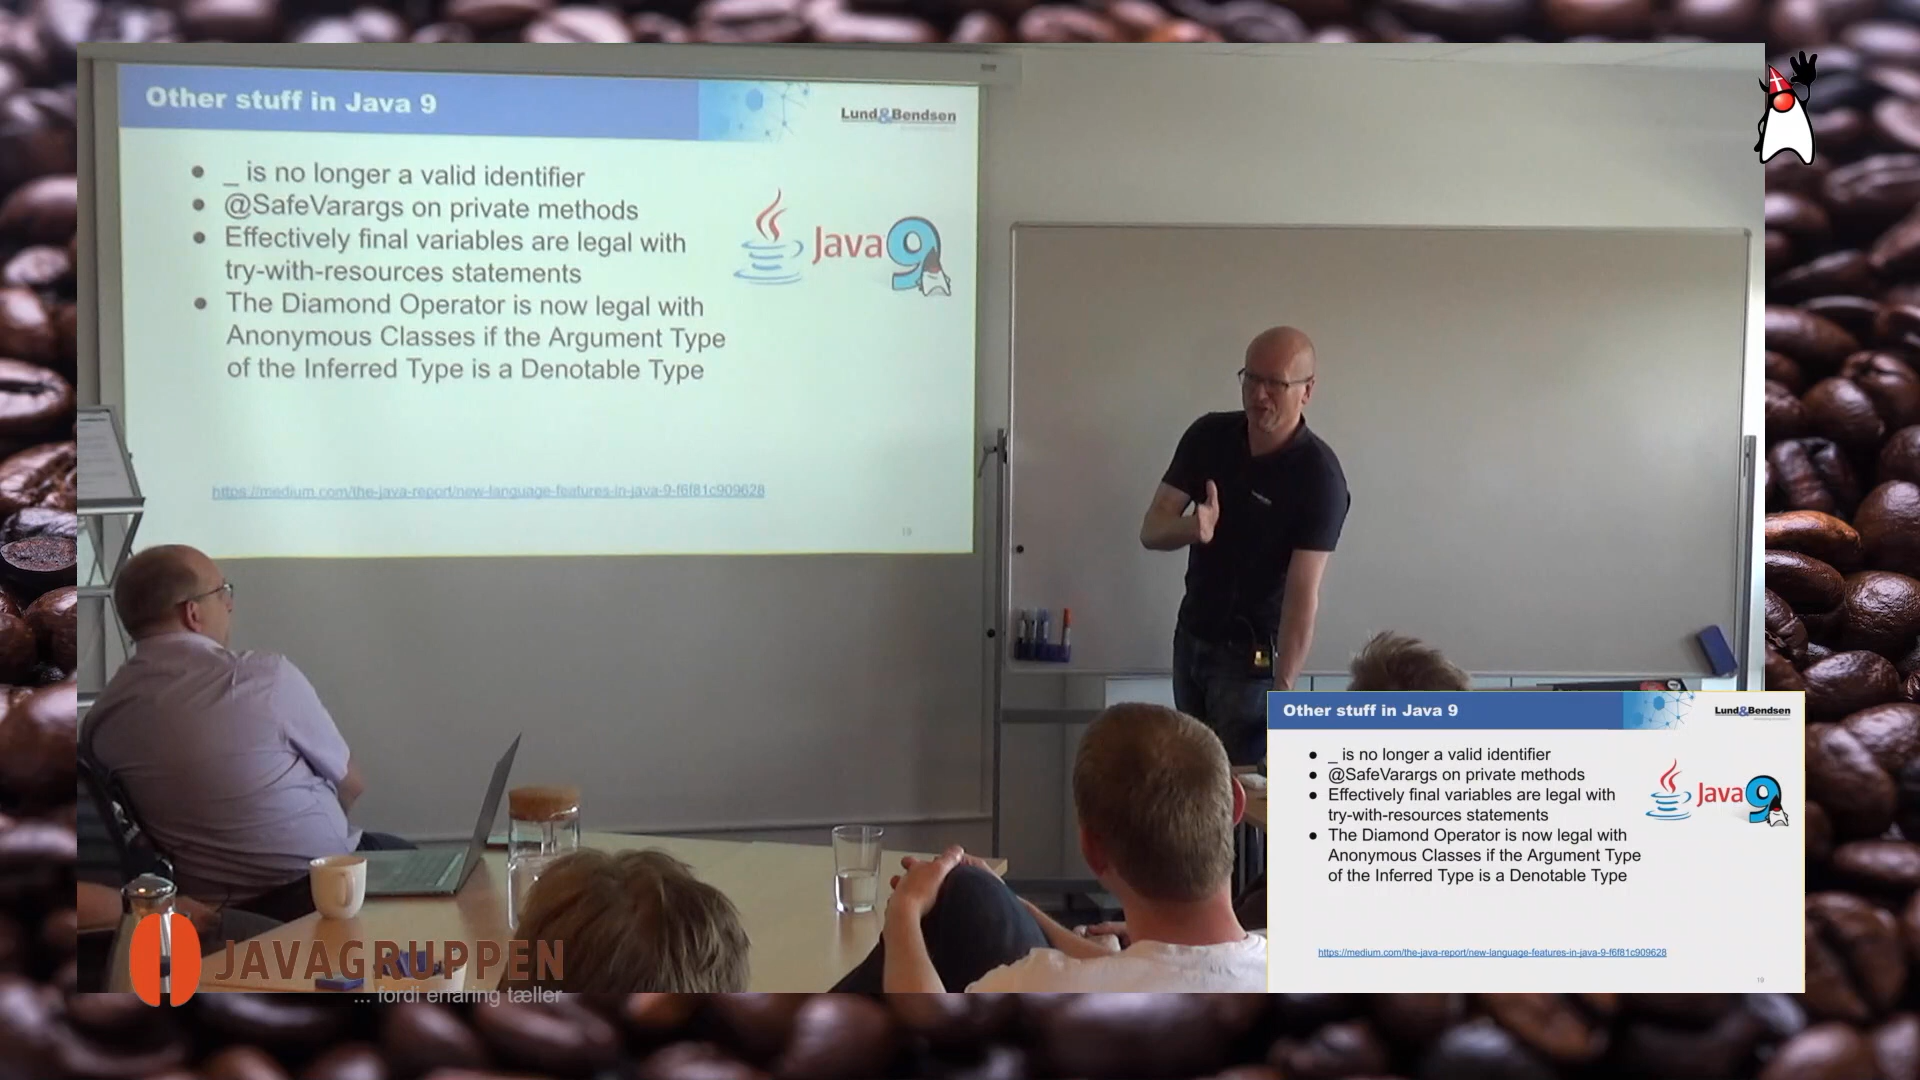 Other stuff in Java 9
Lund&Bendsen
● _ is no longer a valid identifier
● @SafeVarargs on private methods
● Effectively final variables are legal with
try-with-resources statements
● The Diamond Operator is now legal with
Anonymous Classes if the Argument Type
of the Inferred Type is a Denotable Type
Java 9
https://medium.com/the-java-report/new-language-features-in-java-9-f6f81c909628
19
Other stuff in Java 9
Lund&Bendsen
● _ is no longer a valid identifier
● @SafeVarargs on private methods
● Effectively final variables are legal with
try-with-resources statements
● The Diamond Operator is now legal with
Anonymous Classes if the Argument Type
of the Inferred Type is a Denotable Type
Java 9
https://medium.com/the-java-report/new-language-features-in-java-9-f6f81c909628
19
JAVAGRUPPEN
... fordi erfaring tæller